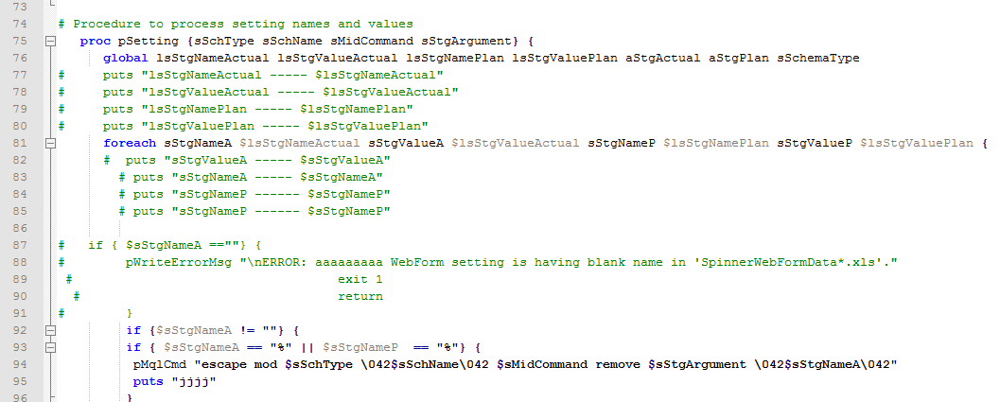 73
74 # Procedure to process setting names and values
75 proc pSetting {sSchType sSchName sMidCommand sStgArgument} {
76 global lsStgNameActual lsStgValueActual lsStgNamePlan lsStgValuePlan aStgActual aStgPlan sSchemaType
77 # puts "lsStgNameActual ----- $lsStgNameActual"
78 # puts "lsStgValueActual ----- $lsStgValueActual"
79 # puts "lsStgNamePlan ----- $lsStgNamePlan"
80 # puts "lsStgValuePlan ----- $lsStgValuePlan"
81 foreach sStgNameA $lsStgNameActual sStgValueA $lsStgValueActual sStgNameP $lsStgNamePlan sStgValueP $lsStgValuePlan {
82 # puts "sStgValueA ----- $sStgValueA"
83 # puts "sStgNameA ----- $sStgNameA"
84 # puts "sStgNameP ------ $sStgNameP"
85 # puts "sStgNameP ------ $sStgNameP"
86
87 # if { $sStgNameA ==""} {
88 # pWriteErrorMsg "\nERROR: aaaaaaaaa WebForm setting is having blank name in 'SpinnerWebFormData*.xls'."
89 # exit 1
90 # return
91 # }
92 if {$sStgNameA != ""} {
93 if { $sStgNameA == "%" || $sStgNameP == "%"} {
94 pMqlCmd "escape mod $sSchType \042$sSchName\042 $sMidCommand remove $sStgArgument \042$sStgNameA\042"
95 puts "jjjj"
96 }